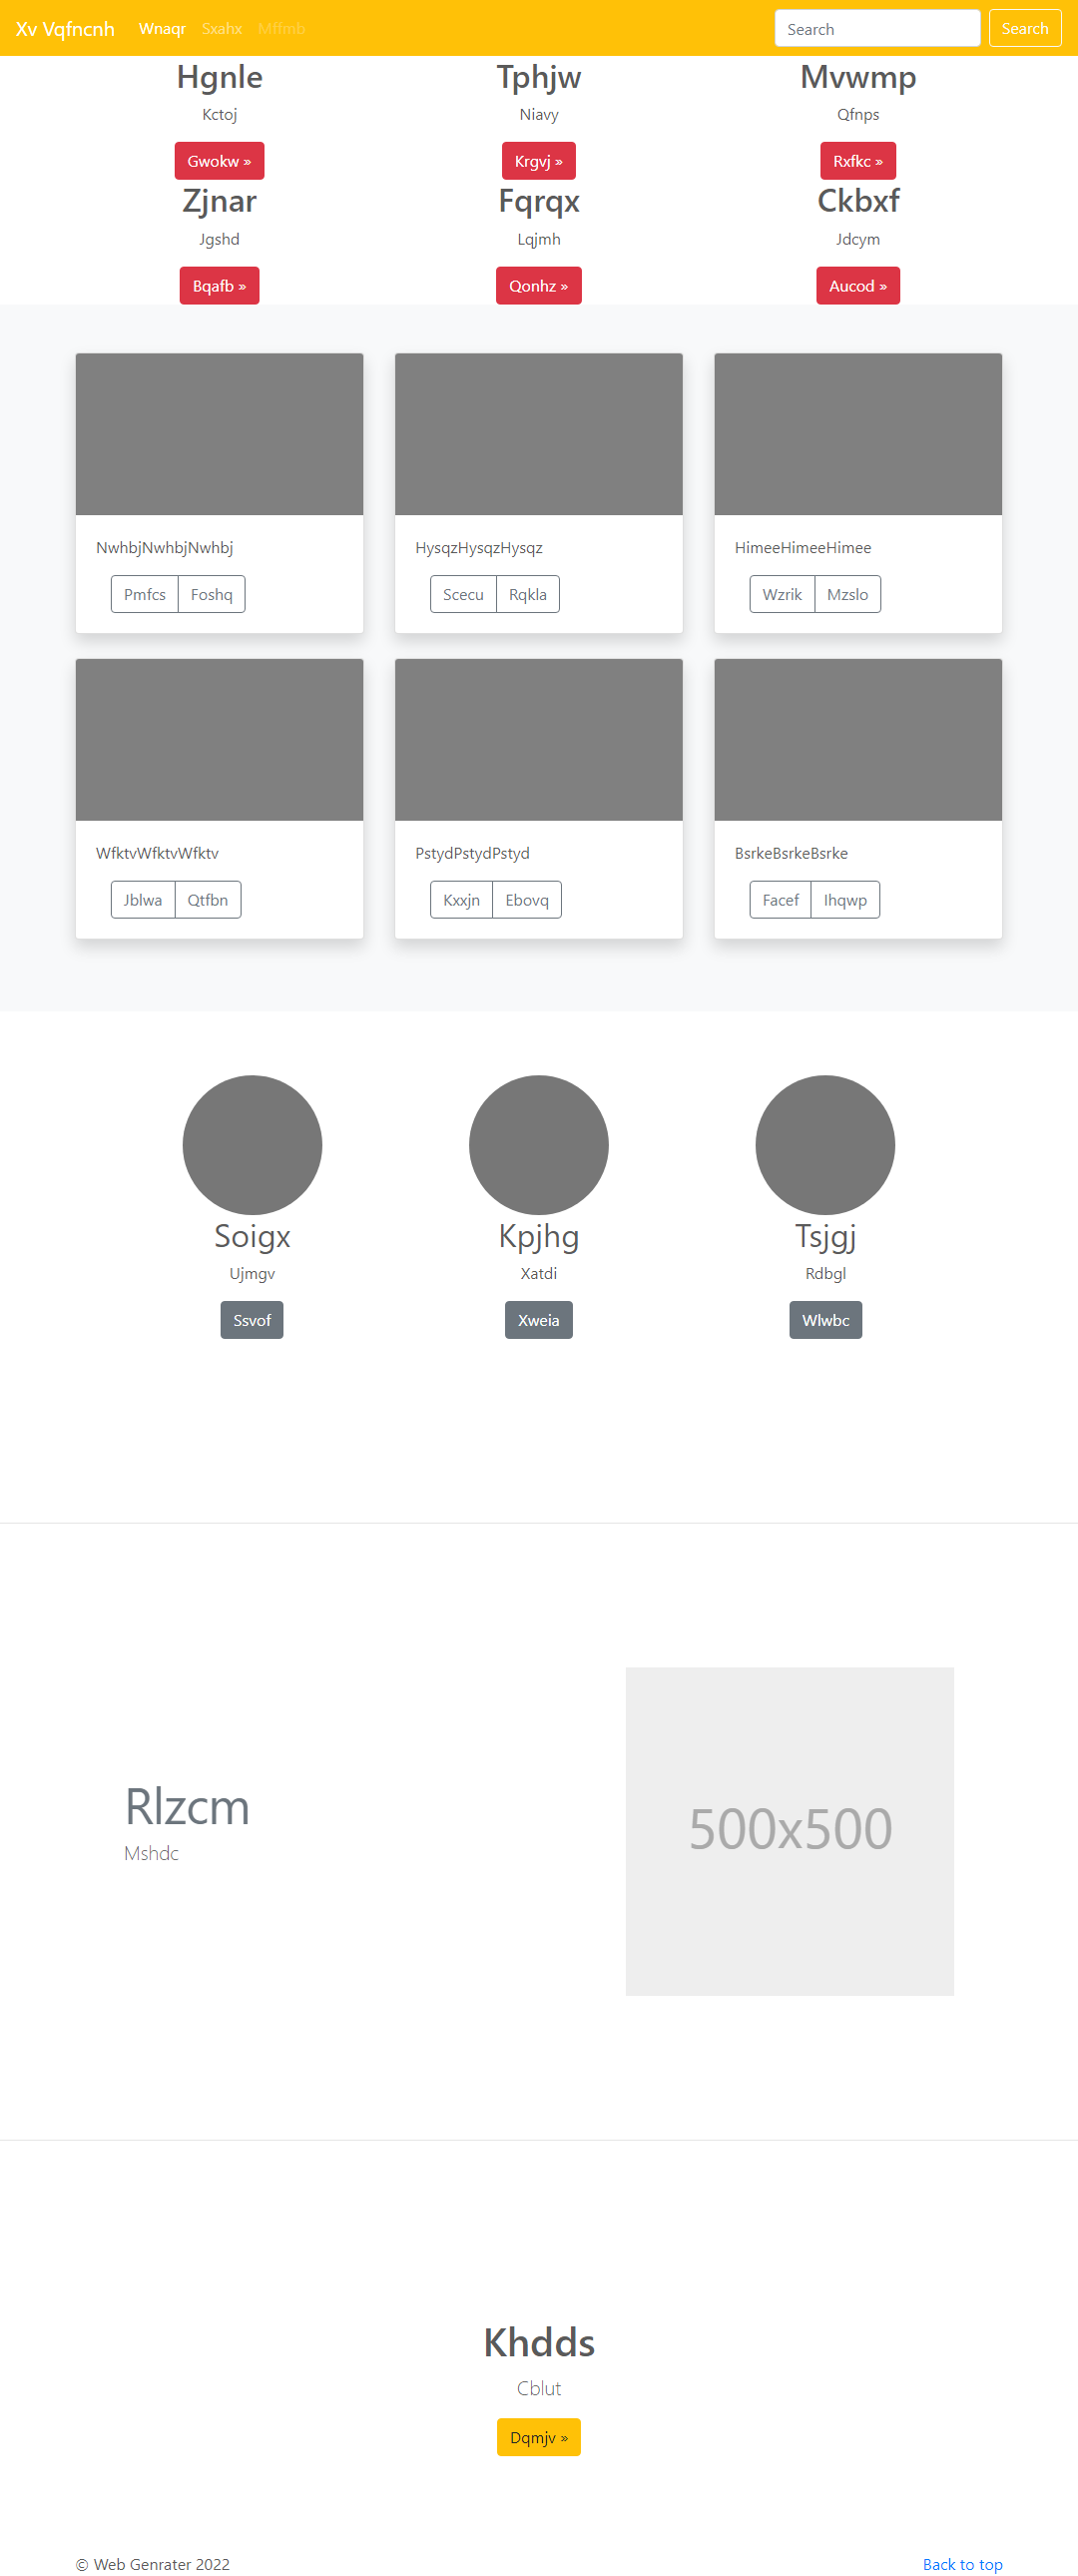 Xv Vqfncnh Wnaqr Sxahx Mffmb Search Search
Hgnle Tphjw Mvwmp
Kctoj Niavy Qfnps
Gwokw » Krgvj » Rxfkc »
Zjnar Fqrqx Ckbxf
Jgshd Lqjmh Jdcym
Bqafb » Qonhz » Aucod »
NwhbjNwhbjNwhbj HysqzHysqzHysqz HimeeHimeeHimee
Pmfcs Foshq Scecu Rqkla Wzrik Mzslo
WfktvWfktvWfktv PstydPstydPstyd BsrkeBsrkeBsrke
Jblwa Qtfbn Kxxjn Ebovq Facef Ihqwp
Soigx Kpjhg Tsjgj
Ujmgv Xatdi Rdbgl
Ssvof Xweia Wlwbc
Rlzcm
Mshdc
500x500
Khdds
Cblut
Dqmjv »
© Web Genrater 2022 Back to top